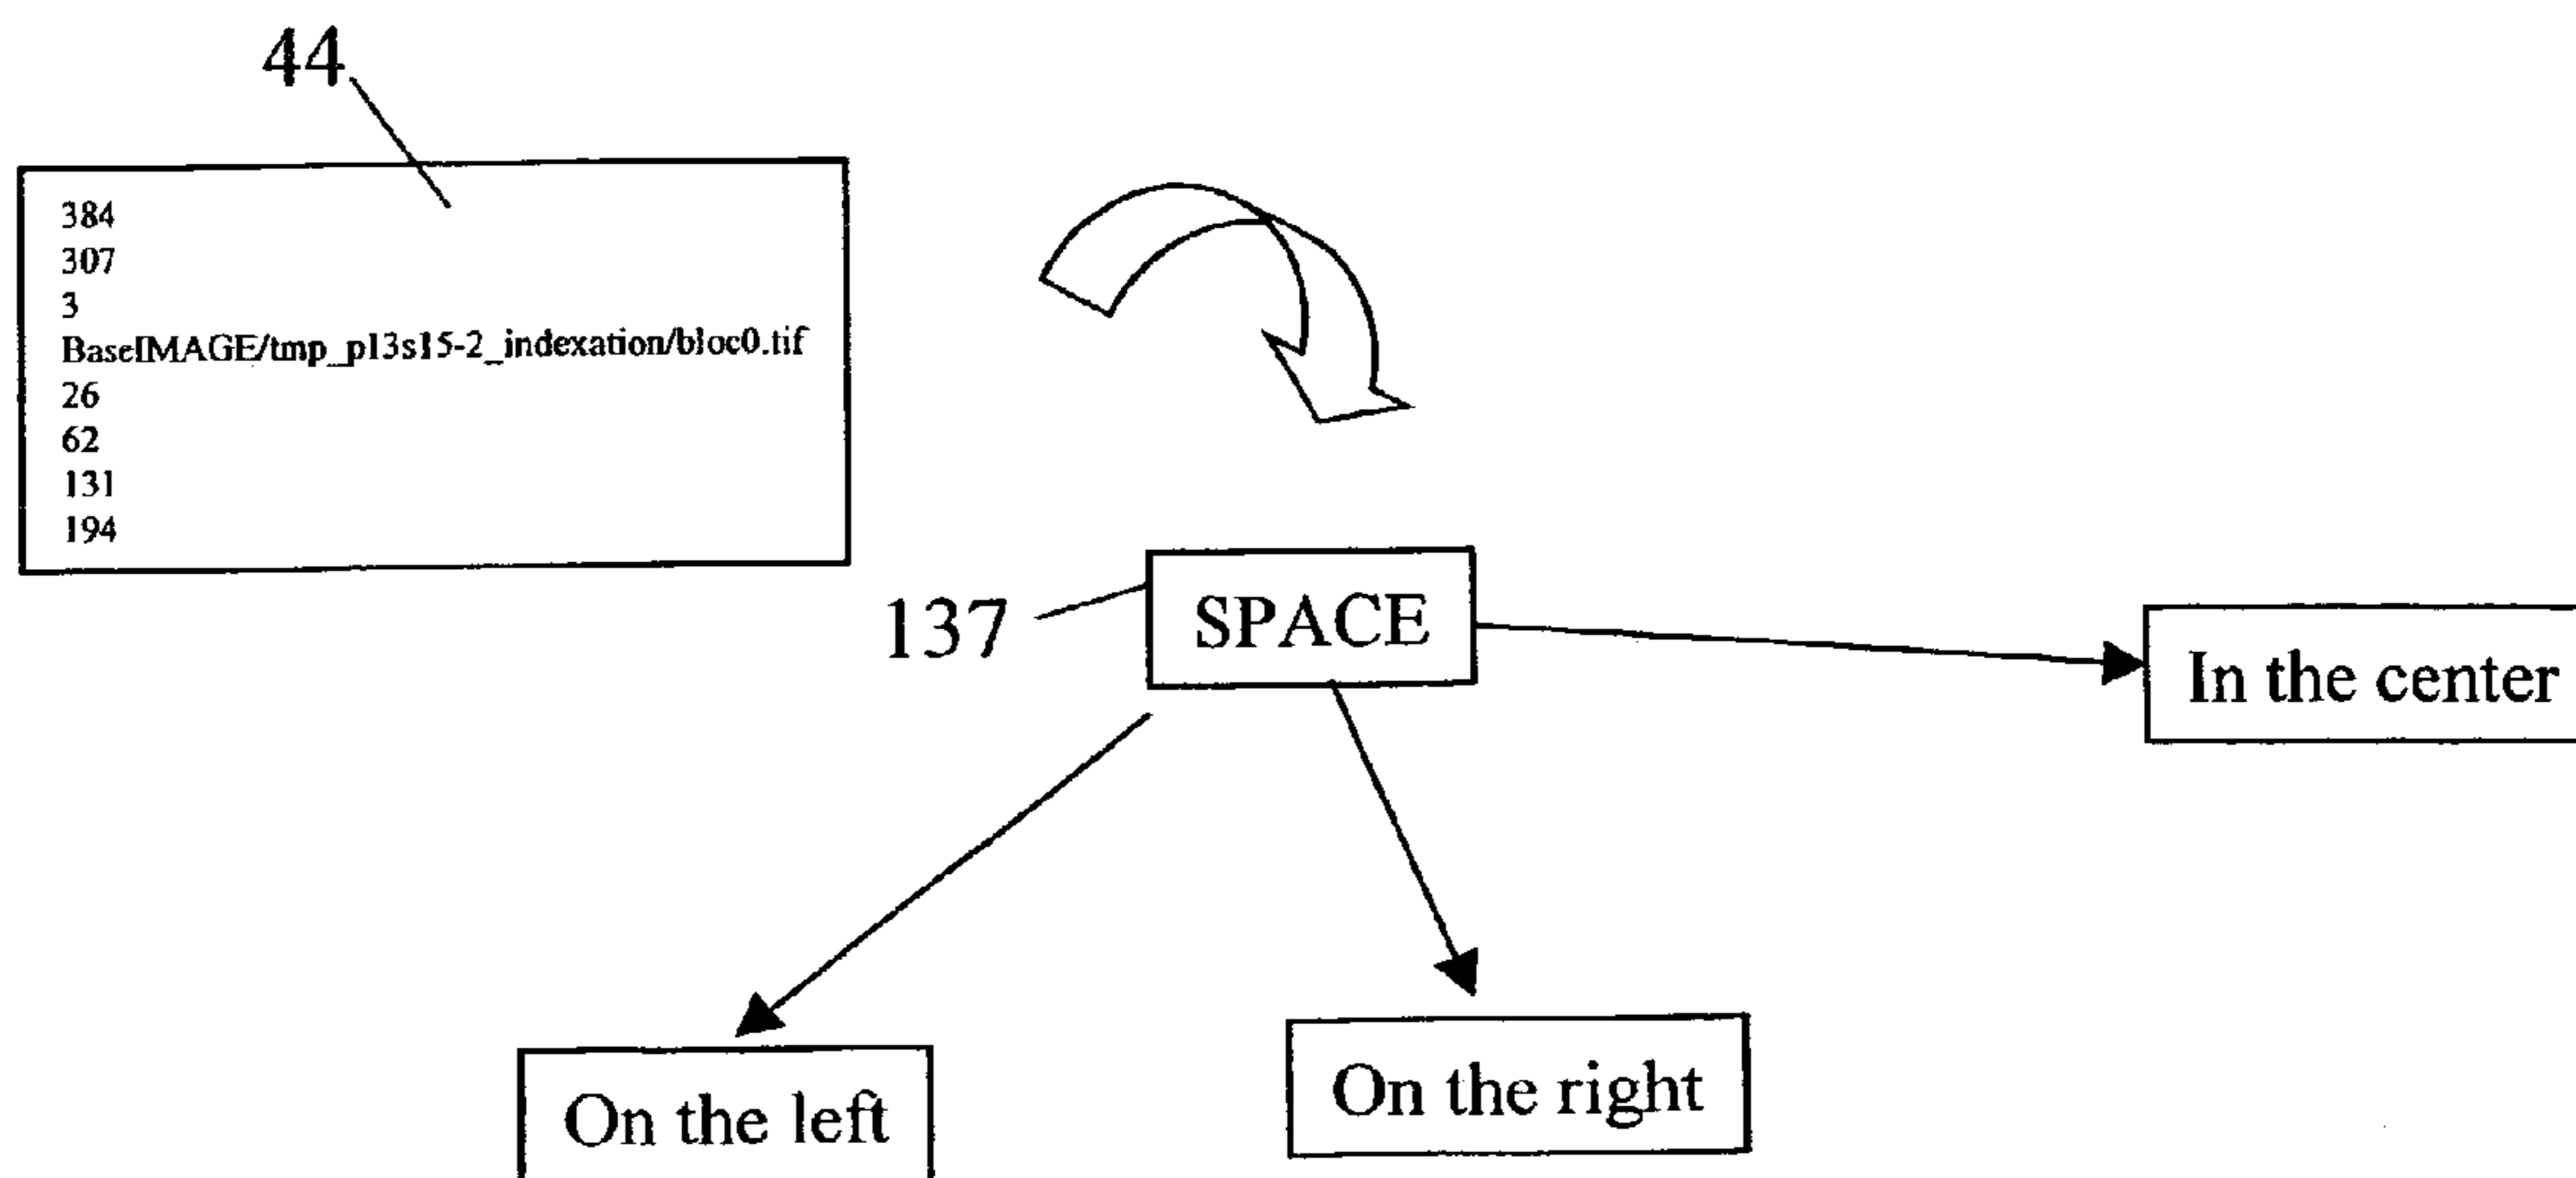 44
384
307
3
BaseIMAGE/tmp_p13s15-2_indexation/bloc0.tif
26
62
131
194
137
SPACE
In the center
On the left
On the right